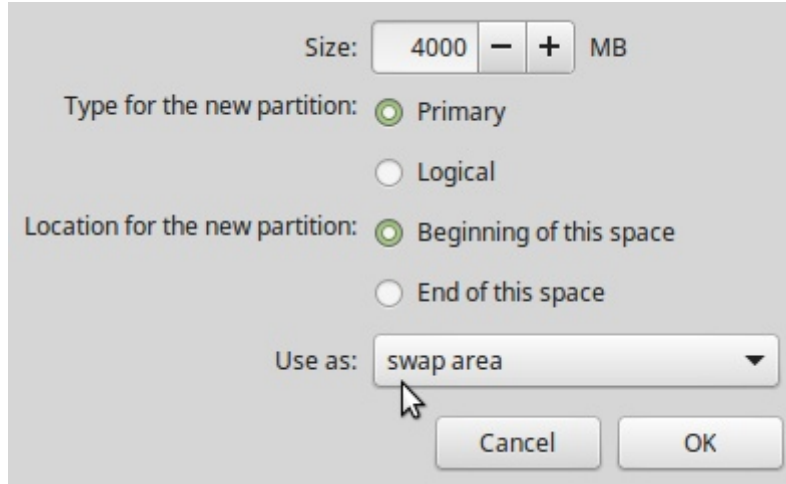 Size: 4000 − + MB
Type for the new partition: Primary
Logical
Location for the new partition: Beginning of this space
End of this space
Use as: swap area
Cancel OK